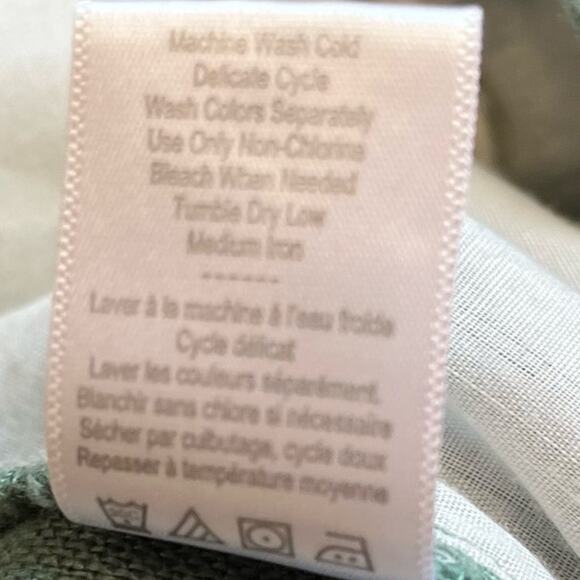 Machine Wash Cold
Delicate Cycle
Wash Colors Separately
Use Only Non-Chlorine
Bleach When Needed
Tumble Dry Low
Medium Iron
------
Laver à la machine à l'eau froide
Cycle délicat
Laver les couleurs séparément.
Blanchir sans chlore si nécessaire
Sécher par culbutage, cycle doux
Repasser à température moyenne